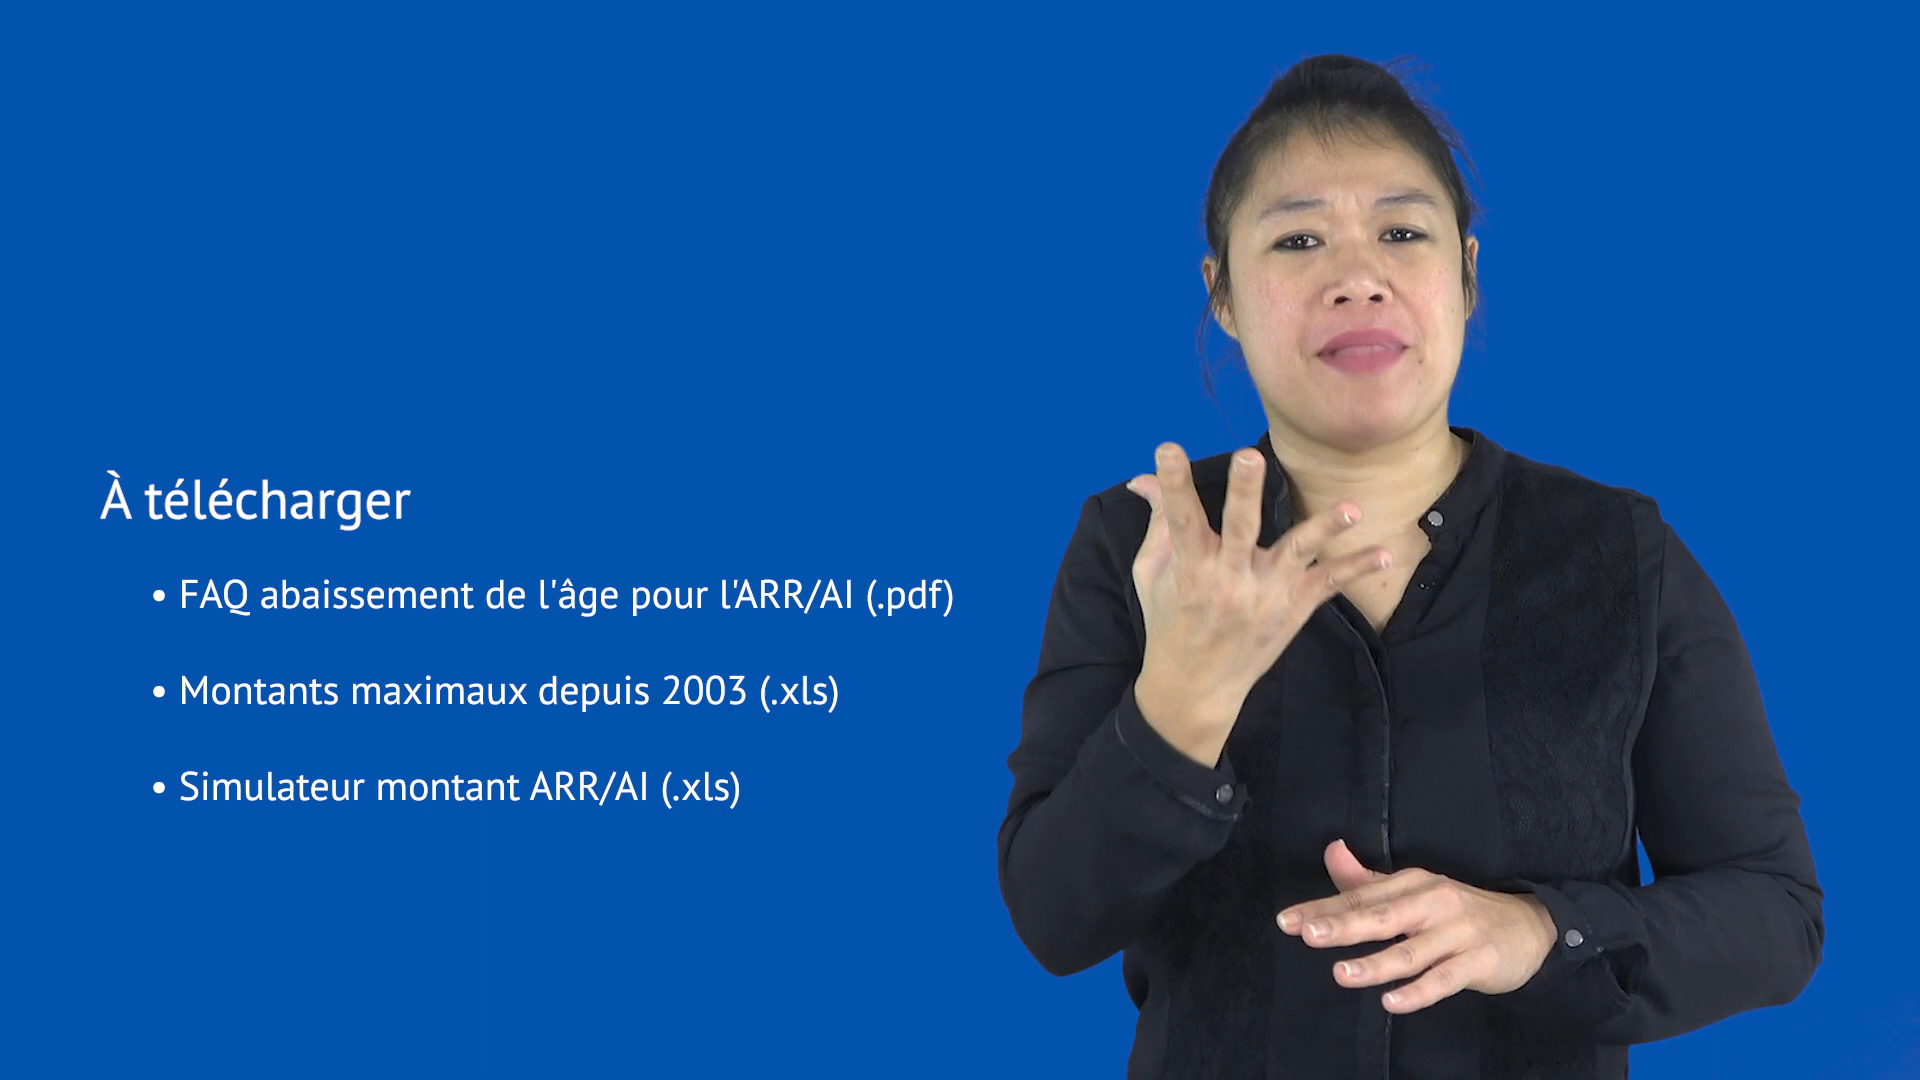 À télécharger
• FAQ abaissement de l'âge pour l'ARR/AI (.pdf)
• Montants maximaux depuis 2003 (.xls)
• Simulateur montant ARR/AI (.xls)